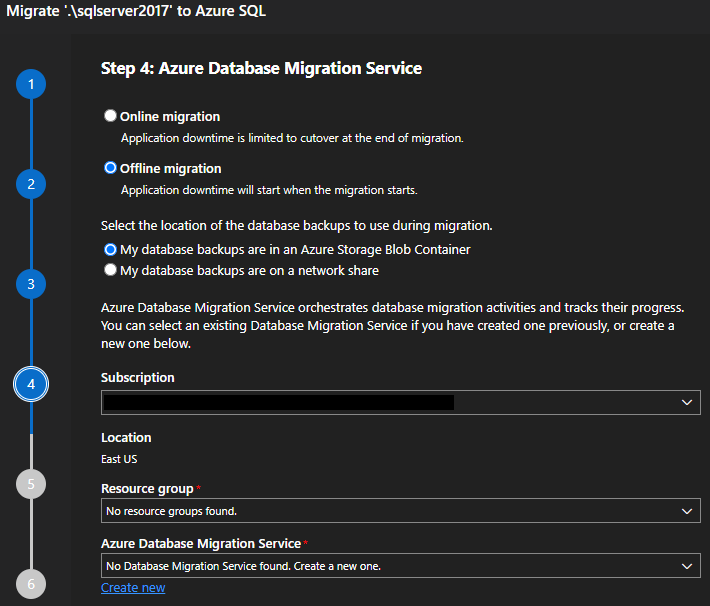 Migrate '.\sqlserver2017' to Azure SQL
1
Step 4: Azure Database Migration Service
Online migration
Application downtime is limited to cutover at the end of migration.
Offline migration
Application downtime will start when the migration starts.
2
Select the location of the database backups to use during migration.
My database backups are in an Azure Storage Blob Container
My database backups are on a network share
3
Azure Database Migration Service orchestrates database migration activities and tracks their progress.
You can select an existing Database Migration Service if you have created one previously, or create a
new one below.
4
Subscription
Location
East US
5
Resource group *
No resource groups found.
Azure Database Migration Service *
No Database Migration Service found. Create a new one.
6
Create new